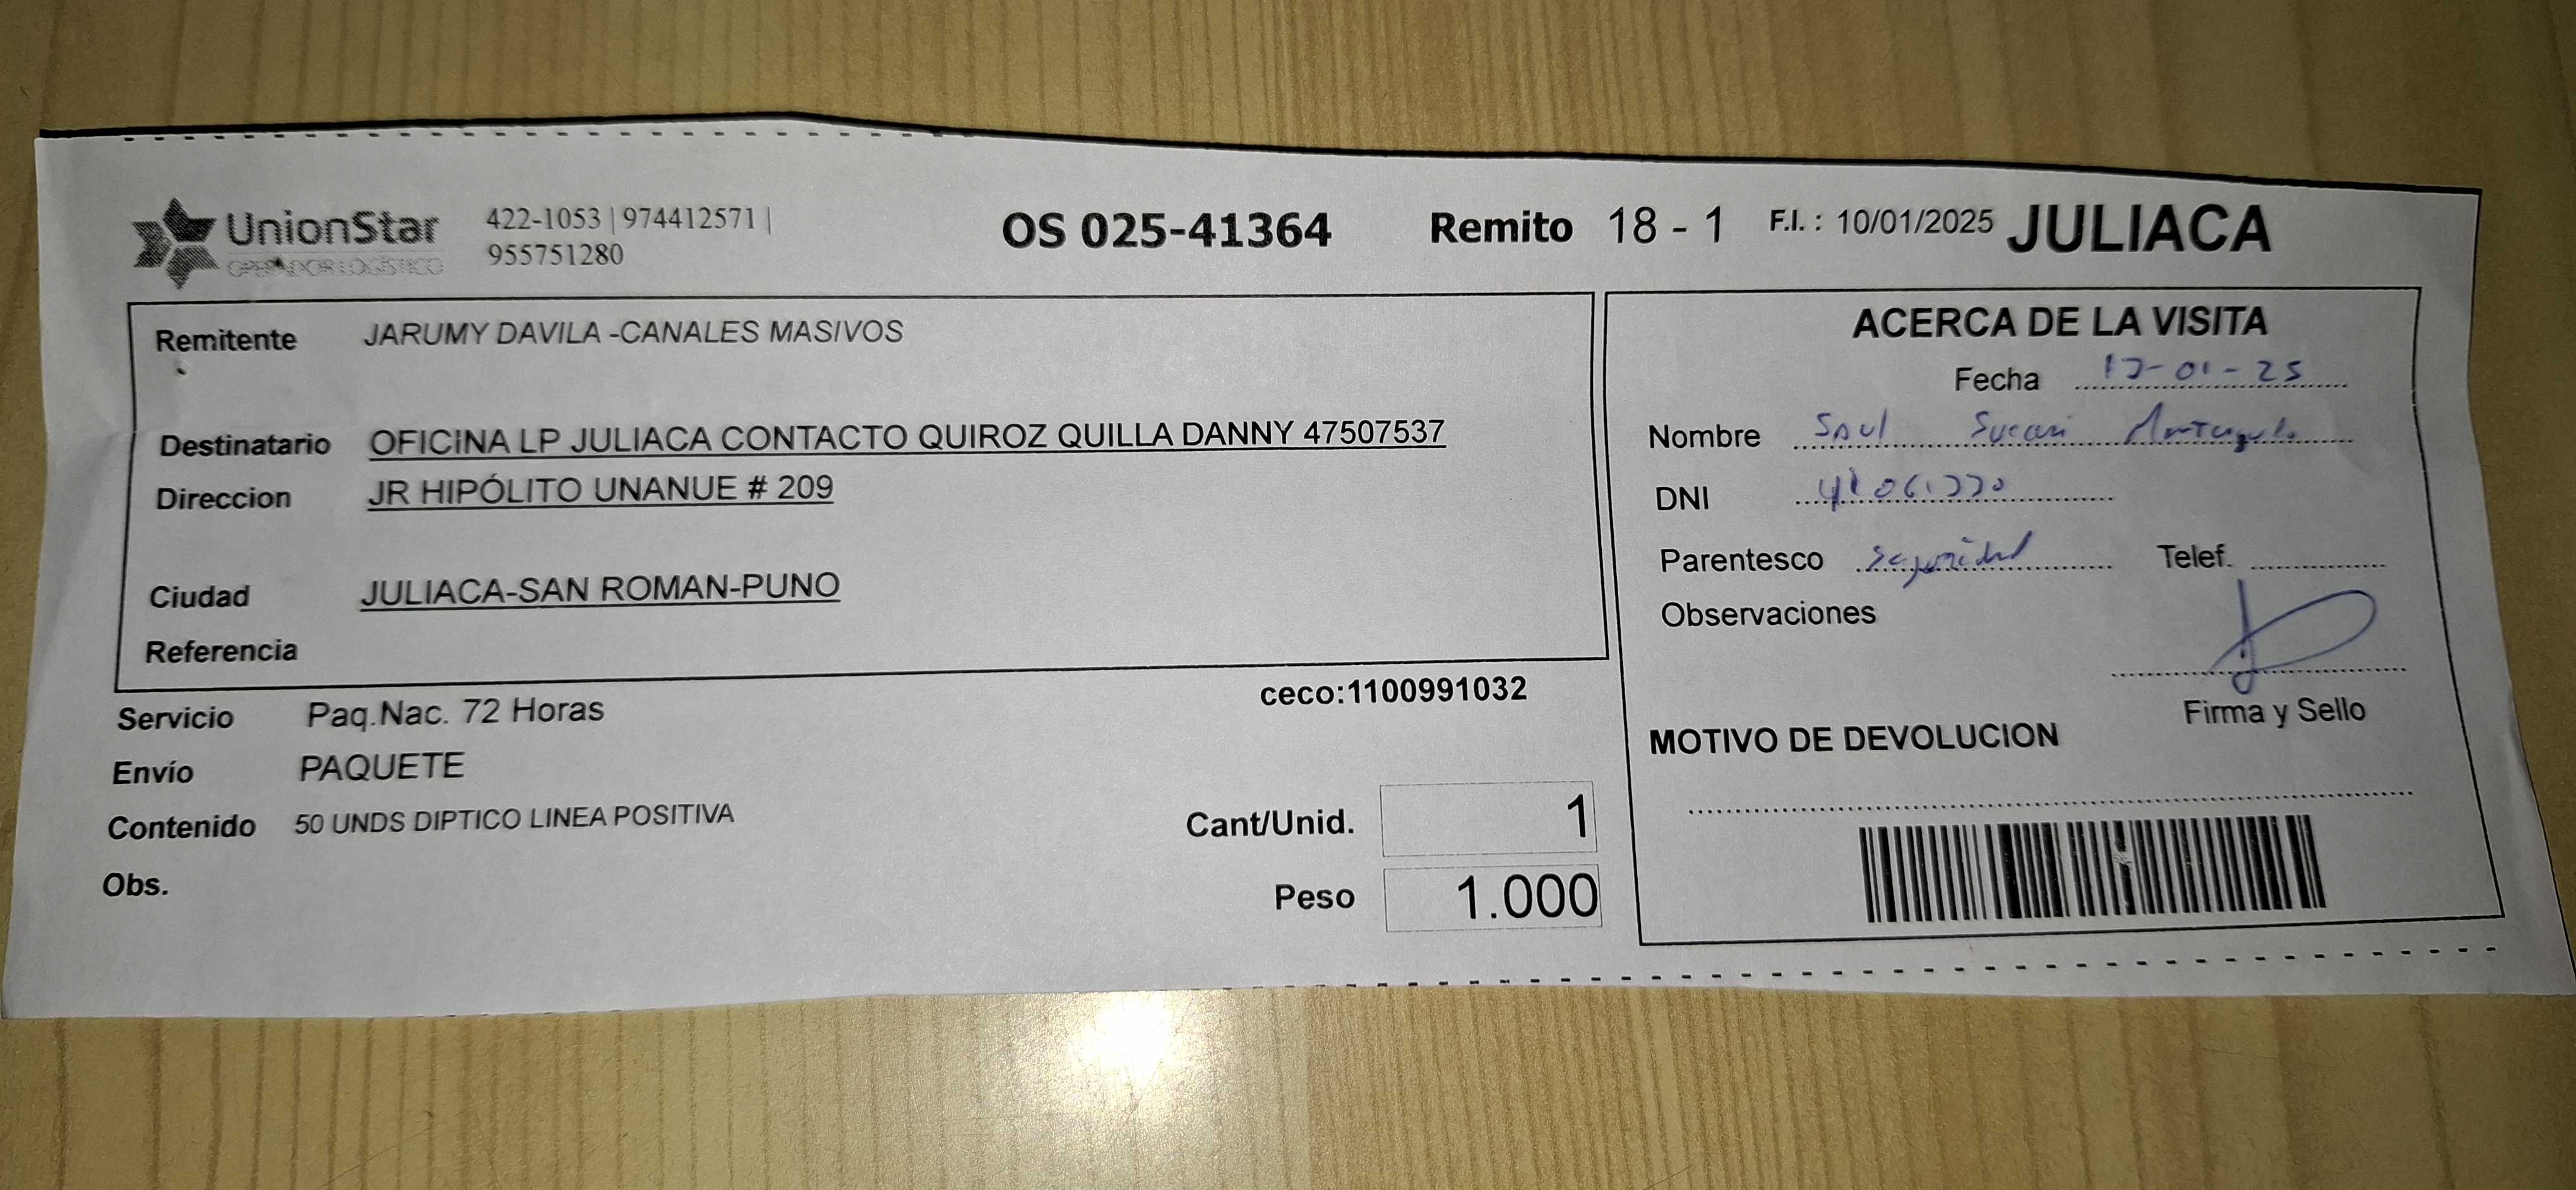 UnionStar
OPERADOR LOGÍSTICO
422-1053 | 974412571 |
955751280
OS 025-41364
Remito 18 - 1
F.I. : 10/01/2025
JULIACA
Remitente JARUMY DAVILA -CANALES MASIVOS
Destinatario OFICINA LP JULIACA CONTACTO QUIROZ QUILLA DANNY 47507537
Direccion JR HIPÓLITO UNANUE # 209
Ciudad JULIACA-SAN ROMAN-PUNO
Referencia
ceco:1100991032
Servicio Paq.Nac. 72 Horas
Envío PAQUETE
Contenido 50 UNDS DIPTICO LINEA POSITIVA
Obs.
Cant/Unid. 1
Peso 1.000
ACERCA DE LA VISITA
Fecha
Nombre Saul
DNI
Parentesco Seguridad
Telef.
Observaciones
Firma y Sello
MOTIVO DE DEVOLUCION